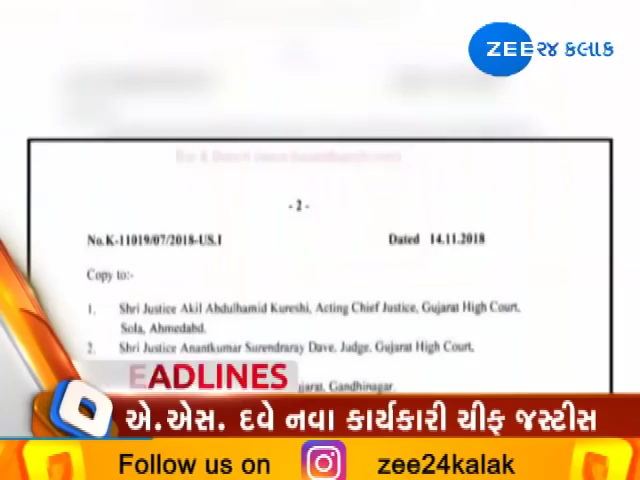 ZEE ૨૪ કલાક
- 2 -
No.K-11019/07/2018-US.I Dated 14.11.2018
Copy to:-
1. Shri Justice Akil Abdulhamid Kureshi, Acting Chief Justice, Gujarat High Court, Sola, Ahmedabd.
2. Shri Justice Anantkumar Surendraray Dave, Judge, Gujarat High Court,
Gandhinagar.
EADLINES
એ.એસ. દવે નવા કાર્યકારી ચીફ જસ્ટીસ
Follow us on zee24kalak